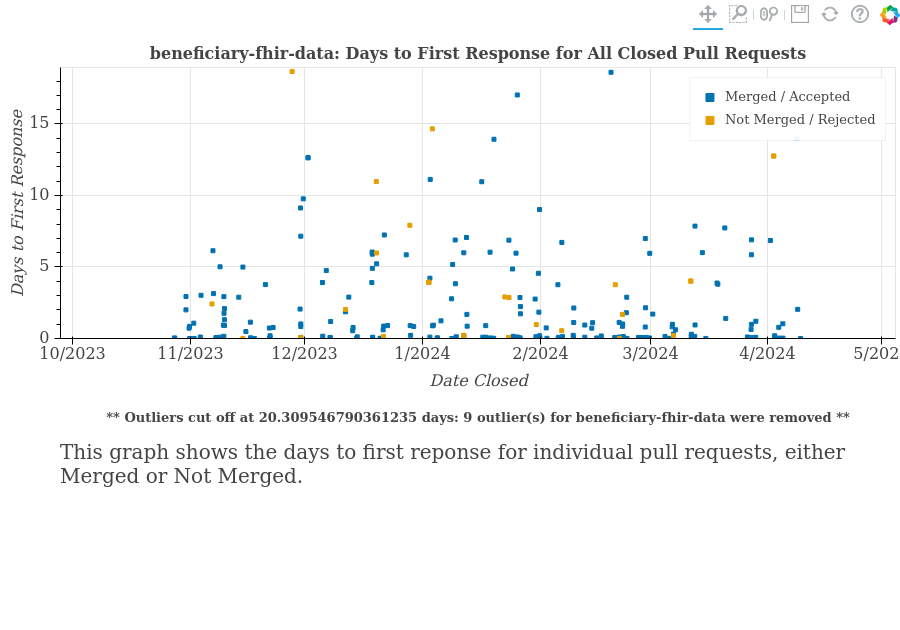 beneficiary-fhir-data: Days to First Response for All Closed Pull Requests
Merged / Accepted
Not Merged / Rejected
Days to First Response
15
10
5
0
10/2023 11/2023 12/2023 1/2024 2/2024 3/2024 4/2024 5/202
Date Closed
** Outliers cut off at 20.309546790361235 days: 9 outlier(s) for beneficiary-fhir-data were removed **
This graph shows the days to first reponse for individual pull requests, either
Merged or Not Merged.